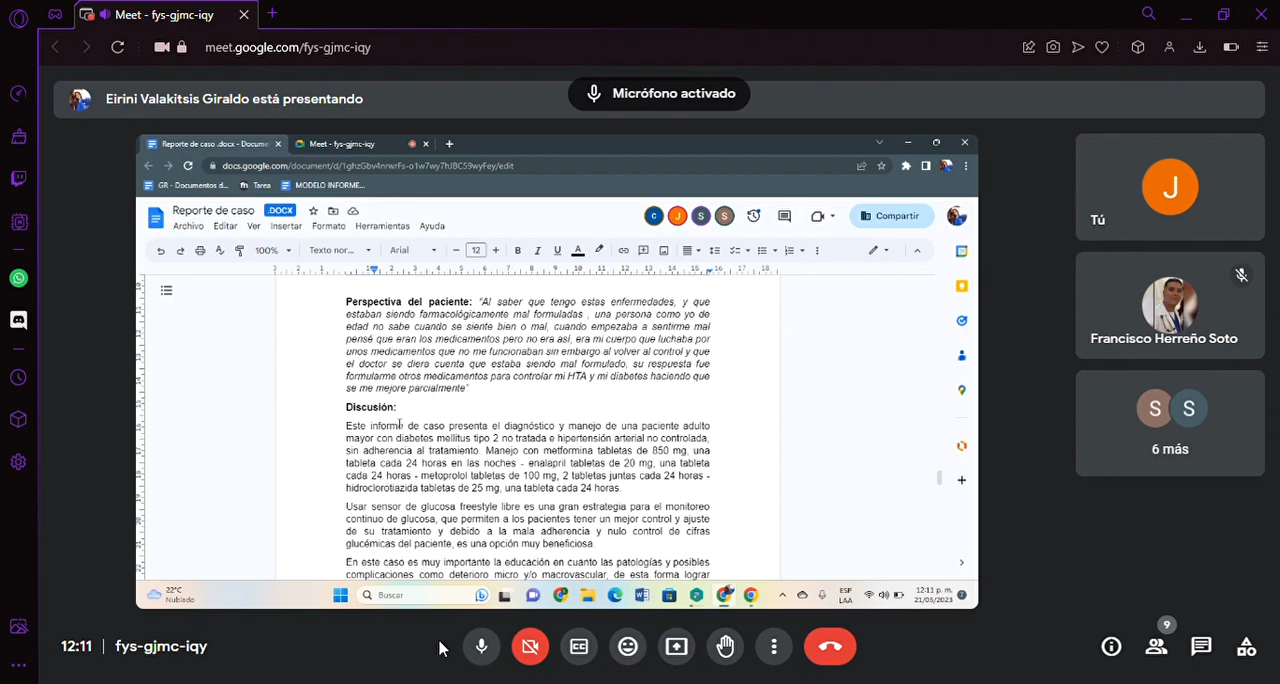 Meet - fys-gjmc-iqy
meet.google.com/fys-gjmc-iqy
Eirini Valakitsis Giraldo está presentando
Micrófono activado
Reporte de caso .docx - Docume
Meet - fys-gjmc-iqy
docs.google.com/document/d/1ghzGbv4nrwrFs-o1w7wy7hJBC59wyFey/edit
GR - Documentos d...
Tarea
MODELO INFORME...
Reporte de caso
.DOCX
C
J
S
S
Compartir
Archivo Editar Ver Insertar Formato Herramientas Ayuda
100%
Texto nor...
Arial
12
Perspectiva del paciente: "Al saber que tengo estas enfermedades, y que
estaban siendo farmacológicamente mal formuladas , una persona como yo de
edad no sabe cuando se siente bien o mal, cuando empezaba a sentirme mal
pensé que eran los medicamentos pero no era así, era mi cuerpo que luchaba por
unos medicamentos que no me funcionaban sin embargo al volver al control y que
el doctor se diera cuenta que estaba siendo mal formulado, su respuesta fue
formularme otros medicamentos para controlar mi HTA y mi diabetes haciendo que
se me mejore parcialmente"
Discusión:
Este informe de caso presenta el diagnóstico y manejo de una paciente adulto
mayor con diabetes mellitus tipo 2 no tratada e hipertensión arterial no controlada,
sin adherencia al tratamiento. Manejo con metformina tabletas de 850 mg, una
tableta cada 24 horas en las noches - enalapril tabletas de 20 mg, una tableta
cada 24 horas - metoprolol tabletas de 100 mg, 2 tabletas juntas cada 24 horas -
hidroclorotiazida tabletas de 25 mg, una tableta cada 24 horas.
Usar sensor de glucosa freestyle libre es una gran estrategia para el monitoreo
continuo de glucosa, que permiten a los pacientes tener un mejor control y ajuste
de su tratamiento y debido a la mala adherencia y nulo control de cifras
glucémicas del paciente, es una opción muy beneficiosa.
En este caso es muy importante la educación en cuanto las patologías y posibles
complicaciones como deterioro micro y/o macrovascular, de esta forma lograr
22°C
Nublado
Buscar
ESP
LAA
12:11 p. m.
21/05/2023
J
Tú
Francisco Herreño Soto
S
S
6 más
12:11
fys-gjmc-iqy
9